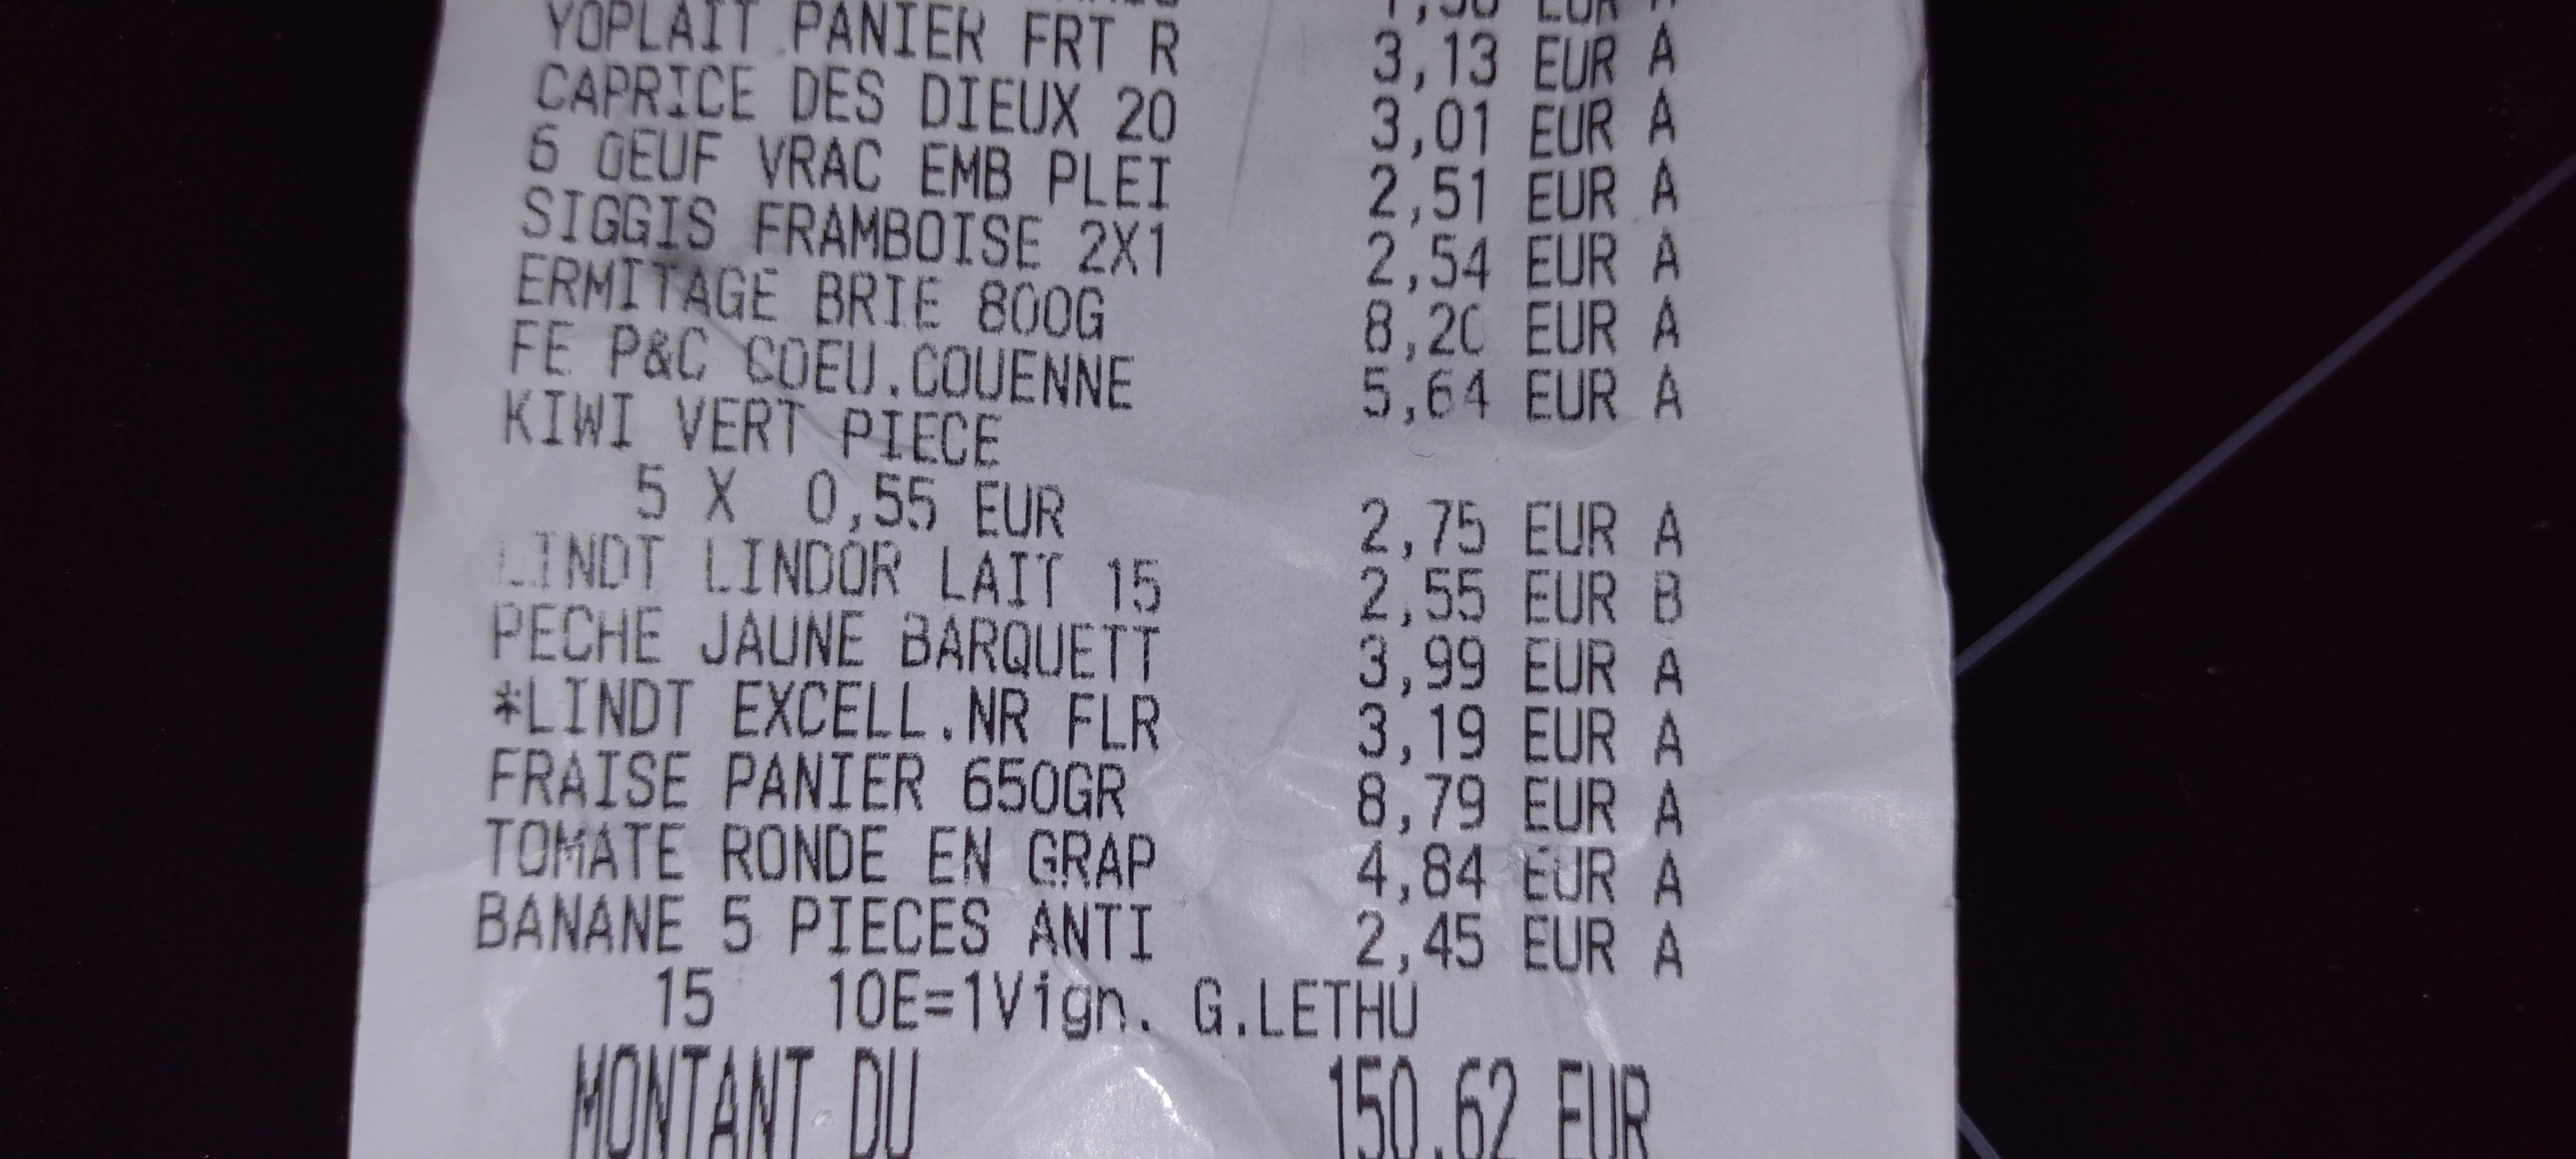 YOPLAIT PANIER FRT R 3,13 EUR A
CAPRICE DES DIEUX 20 3,01 EUR A
6 OEUF VRAC EMB PLEI 2,51 EUR A
SIGGIS FRAMBOISE 2X1 2,54 EUR A
ERMITAGE BRIE 800G 8,20 EUR A
FE P&C COEU.COUENNE 5,64 EUR A
KIWI VERT PIECE
5 X 0,55 EUR 2,75 EUR A
LINDT LINDOR LAIT 15 2,55 EUR B
PECHE JAUNE BARQUETT 3,99 EUR A
*LINDT EXCELL.NR FLR 3,19 EUR A
FRAISE PANIER 650GR 8,79 EUR A
TOMATE RONDE EN GRAP 4,84 EUR A
BANANE 5 PIECES ANTI 2,45 EUR A
15 10E=1Vign. G.LETHU
MONTANT DU 150,62 EUR